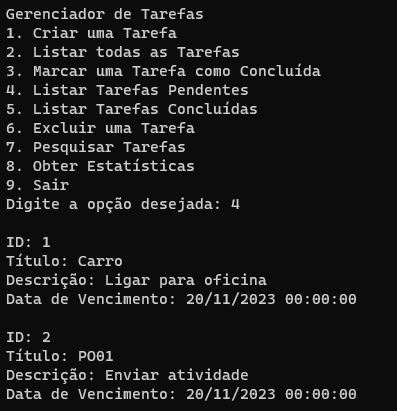 Gerenciador de Tarefas
1. Criar uma Tarefa
2. Listar todas as Tarefas
3. Marcar uma Tarefa como Concluída
4. Listar Tarefas Pendentes
5. Listar Tarefas Concluídas
6. Excluir uma Tarefa
7. Pesquisar Tarefas
8. Obter Estatísticas
9. Sair
Digite a opção desejada: 4
ID: 1
Título: Carro
Descrição: Ligar para oficina
Data de Vencimento: 20/11/2023 00:00:00
ID: 2
Título: PO01
Descrição: Enviar atividade
Data de Vencimento: 20/11/2023 00:00:00